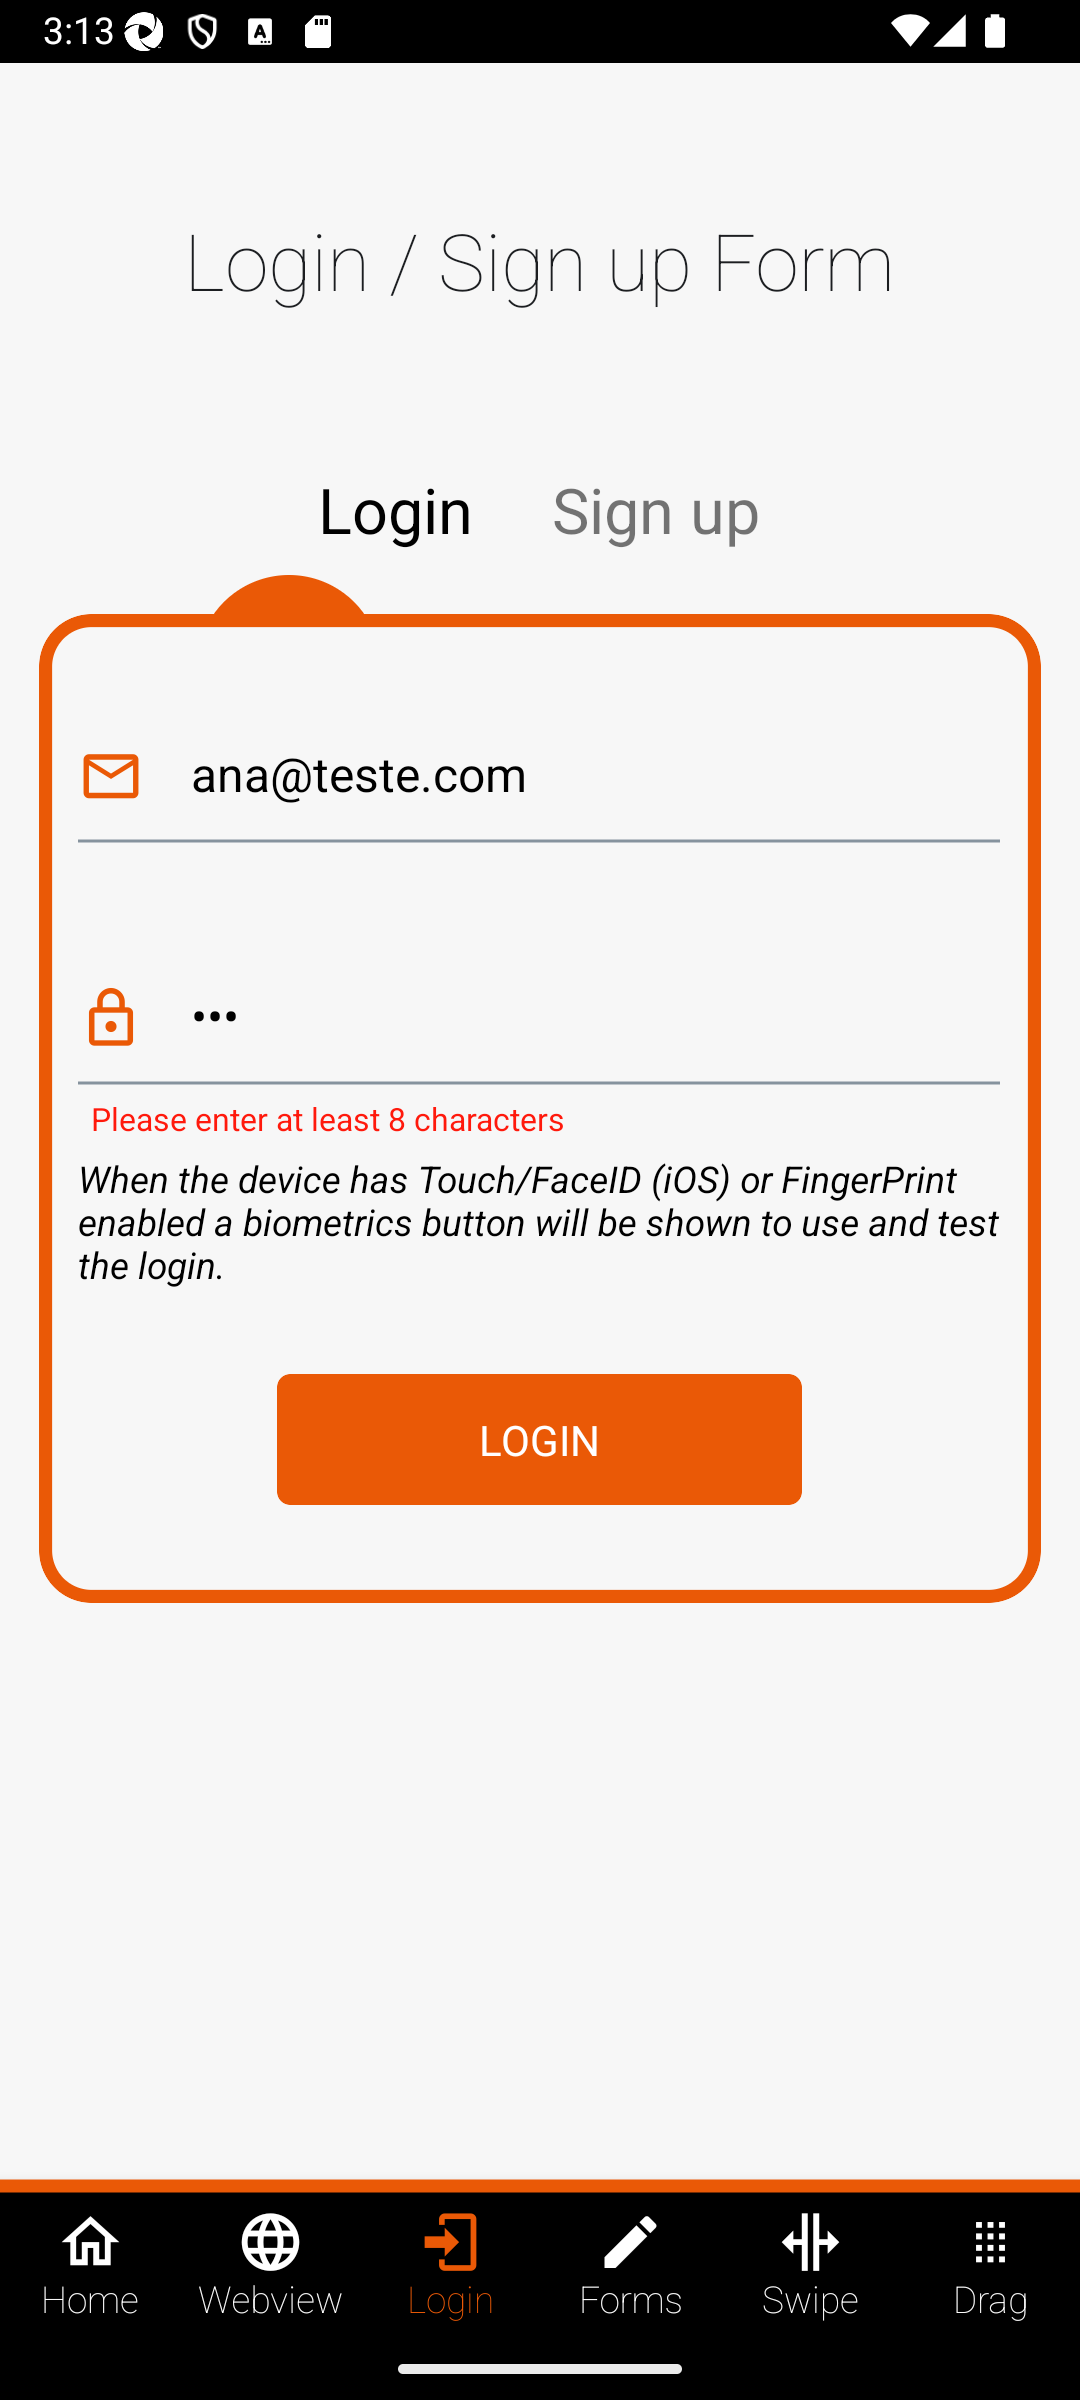 3:13
Login / Sign up Form
Login Sign up
ana@teste.com
•••
Please enter at least 8 characters
When the device has Touch/FaceID (iOS) or FingerPrint
enabled a biometrics button will be shown to use and test
the login.
LOGIN
Home Webview Login Forms Swipe Drag